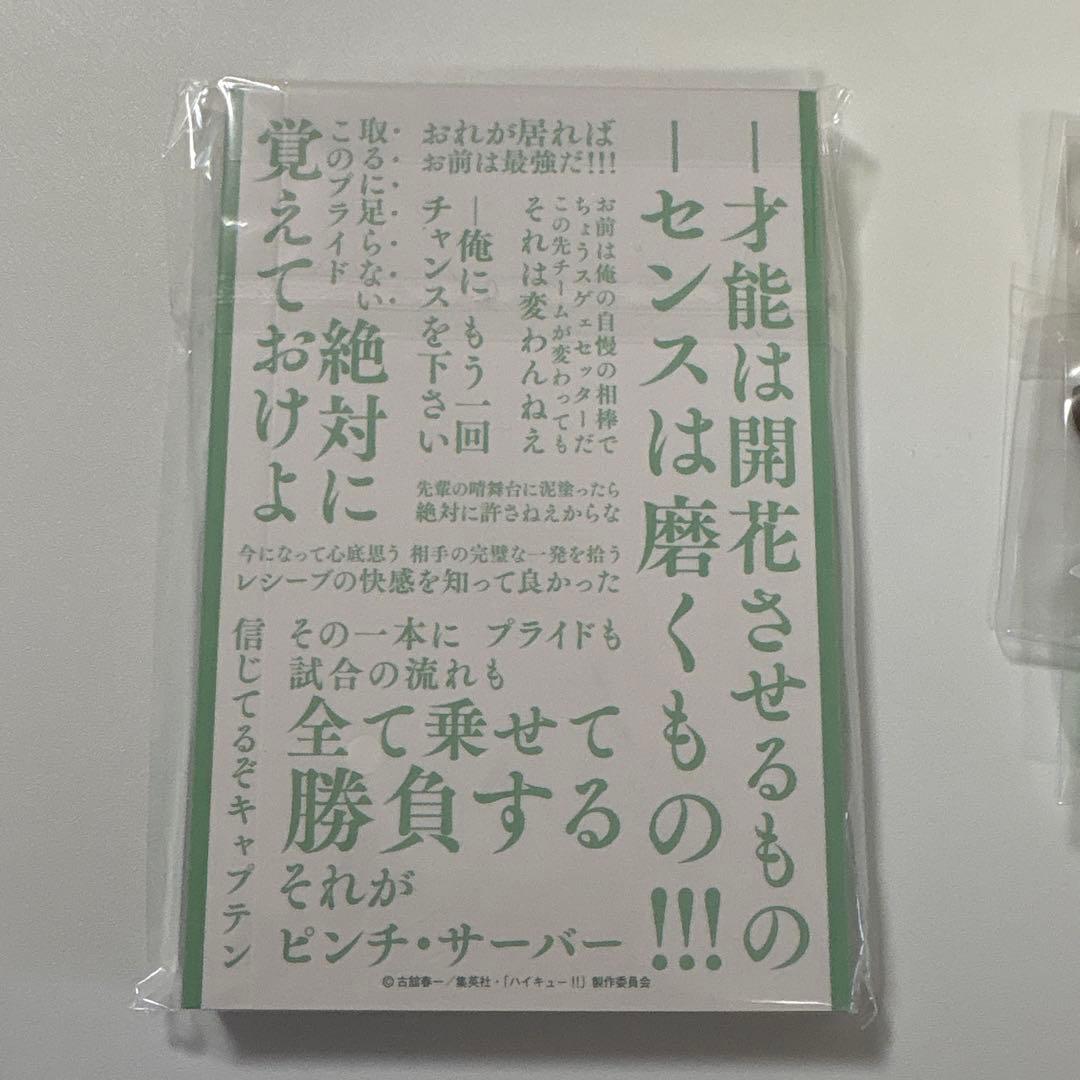 ―才能は開花させるもの
―センスは磨くもの!!!
おれが居れば
お前は最強だ!!!
お前は俺の自慢の相棒で
ちょうスゲェセッターだ
この先チームが変わっても
それは変わんねえ
―俺に もう一回
チャンスを下さい
取るに足らない
このプライド
絶対に
覚えておけよ
先輩の晴舞台に泥塗ったら
絶対に許さねえからな
今になって心底思う 相手の完璧な一発を拾う
レシーブの快感を知って良かった
その一本に プライドも
試合の流れも
全て乗せて
勝負する
それが
ピンチ・サーバー
信じてるぞキャプテン
©古舘春一／集英社・「ハイキュー!!」製作委員会